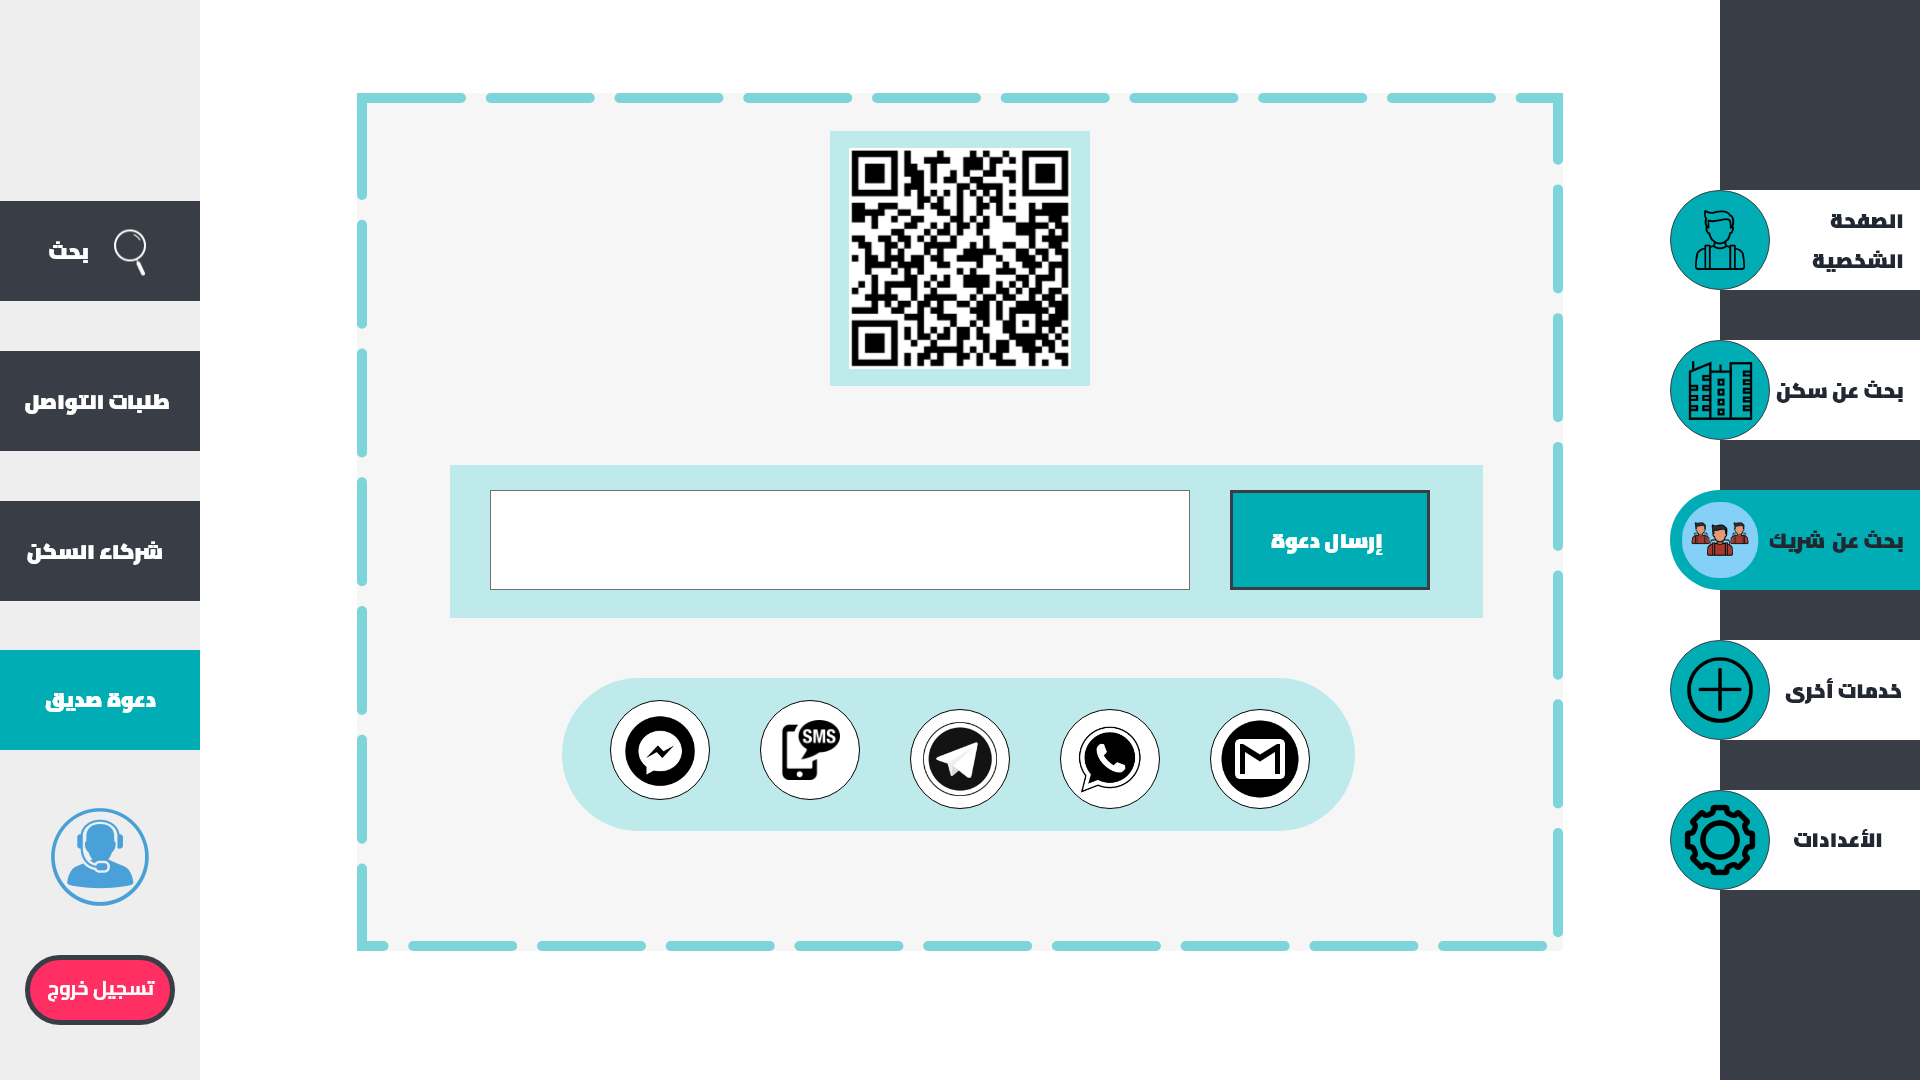 الصفحة
الشخصية
بحث عن سكن
بحث عن شريك
خدمات أخرى
الأعدادات
إرسال دعوة
SMS
بحث
طلبات التواصل
شركاء السكن
دعوة صديق
تسجيل خروج